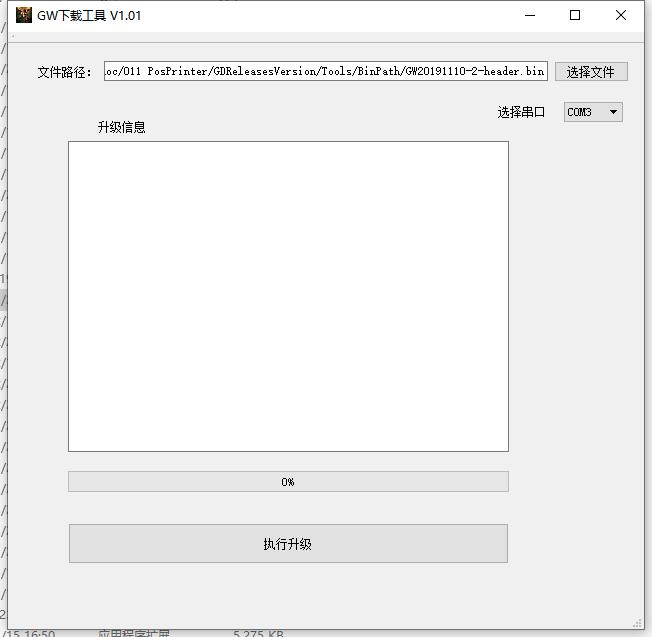 GW下载工具 V1.01
文件路径： oc/011 PosPrinter/GDReleasesVersion/Tools/BinPath/GW20191110-2-header.bin 选择文件
选择串口 COM3
升级信息
0%
执行升级
/15 16:50 应用程序扩展 5,275 KB